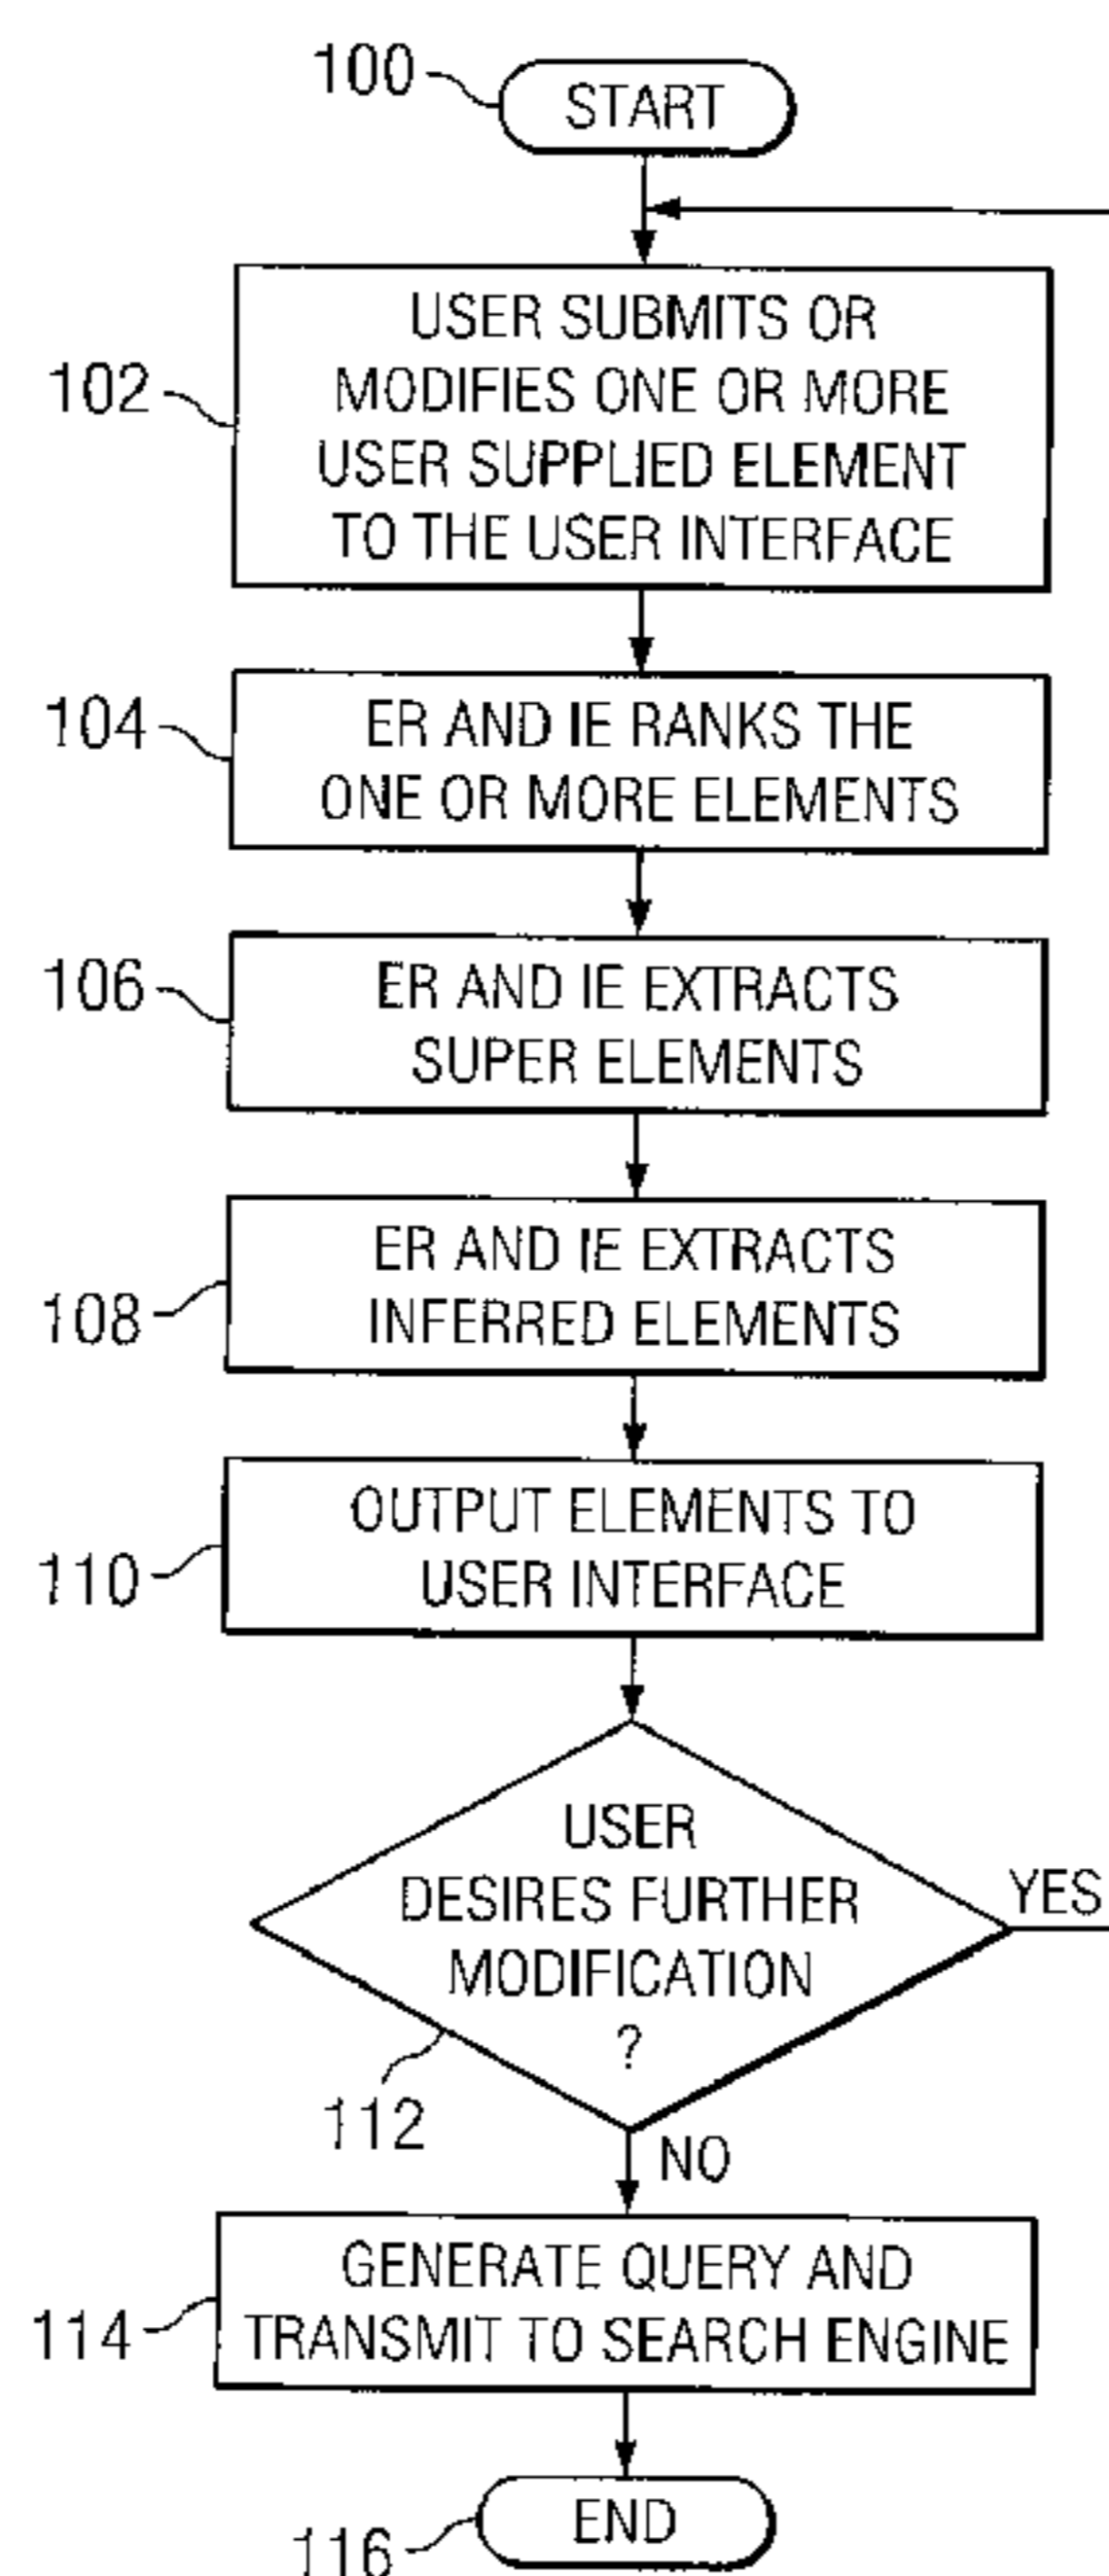 100
START
USER SUBMITS OR
MODIFIES ONE OR MORE
USER SUPPLIED ELEMENT
TO THE USER INTERFACE
102
ER AND IE RANKS THE
ONE OR MORE ELEMENTS
104
ER AND IE EXTRACTS
SUPER ELEMENTS
106
ER AND IE EXTRACTS
INFERRED ELEMENTS
108
OUTPUT ELEMENTS TO
USER INTERFACE
110
USER
DESIRES FURTHER
MODIFICATION
?
YES
112
NO
GENERATE QUERY AND
TRANSMIT TO SEARCH ENGINE
114
END
116